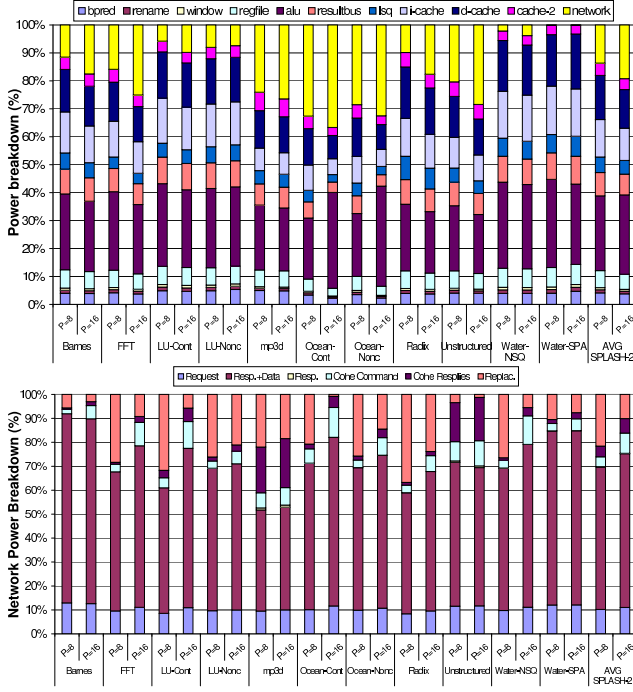 bpred rename window regfile alu resultbus lsq i-cache d-cache cache-2 network
Power breakdown (%)
100%
90%
80%
70%
60%
50%
40%
30%
20%
10%
0%
P=8 P=16 P=8 P=16 P=8 P=16 P=8 P=16 P=8 P=16 P=8 P=16 P=8 P=16 P=8 P=16 P=8 P=16 P=8 P=16 P=8 P=16 P=8 P=16
Barnes FFT LU-Cont LU-Nonc mp3d Ocean-Cont Ocean-Nonc Radix Unstructured Water-NSQ Water-SPA AVG SPLASH-2
Request Resp.+Data Resp. Cohe Command Cohe Respilies Replac.
Network Power Breakdown (%)
100%
90%
80%
70%
60%
50%
40%
30%
20%
10%
0%
P=8 P=16 P=8 P=16 P=8 P=16 P=8 P=16 P=8 P=16 P=8 P=16 P=8 P=16 P=8 P=16 P=8 P=16 P=8 P=16 P=8 P=16 P=8 P=16
Barnes FFT LU-Cont LU-Nonc mp3d Ocean-Cont Ocean-Nonc Radix Unstructured Water-NSQ Water-SPA AVG SPLASH-2